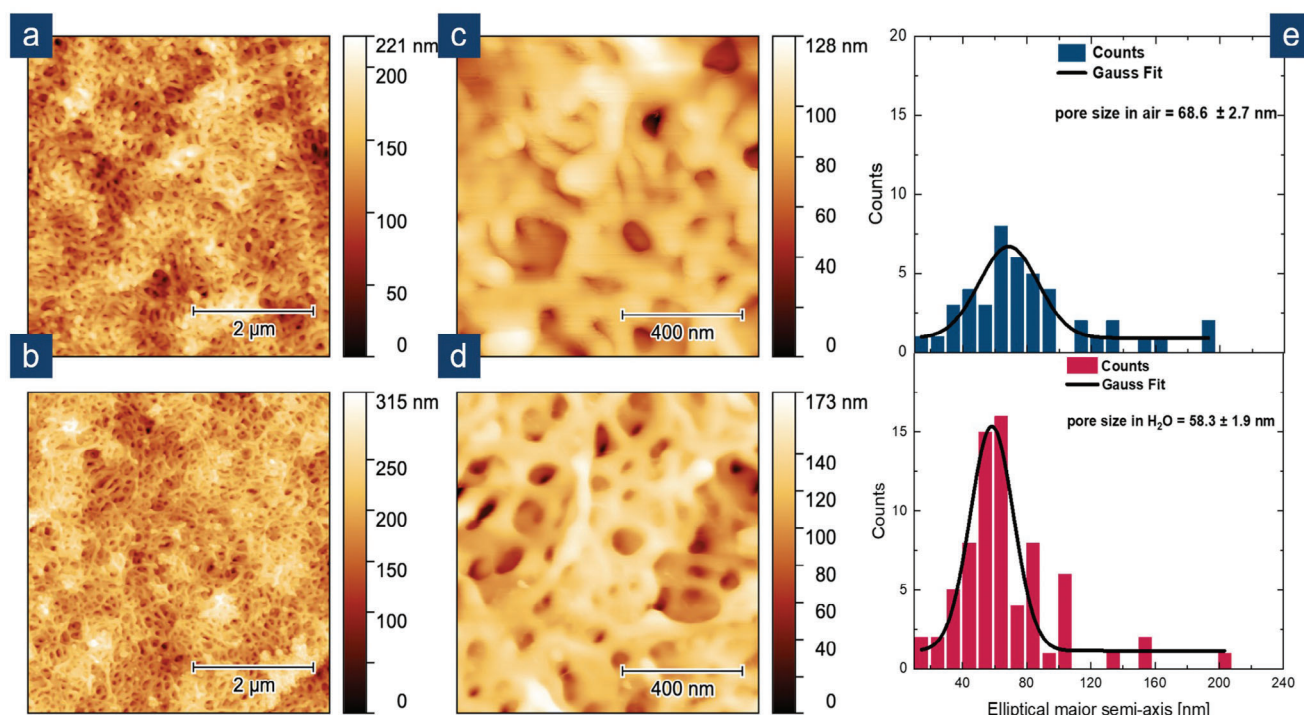 a
221 nm
200
150
100
50
0
2 µm
c
128 nm
100
80
60
40
20
0
400 nm
e
20
15
10
5
0
Counts
Counts
Gauss Fit
pore size in air = 68.6 ± 2.7 nm
b
315 nm
250
200
150
100
50
0
2 µm
d
173 nm
140
120
100
80
60
40
0
400 nm
15
10
5
0
Counts
Counts
Gauss Fit
pore size in H₂O = 58.3 ± 1.9 nm
40
80
120
160
200
240
Elliptical major semi-axis [nm]